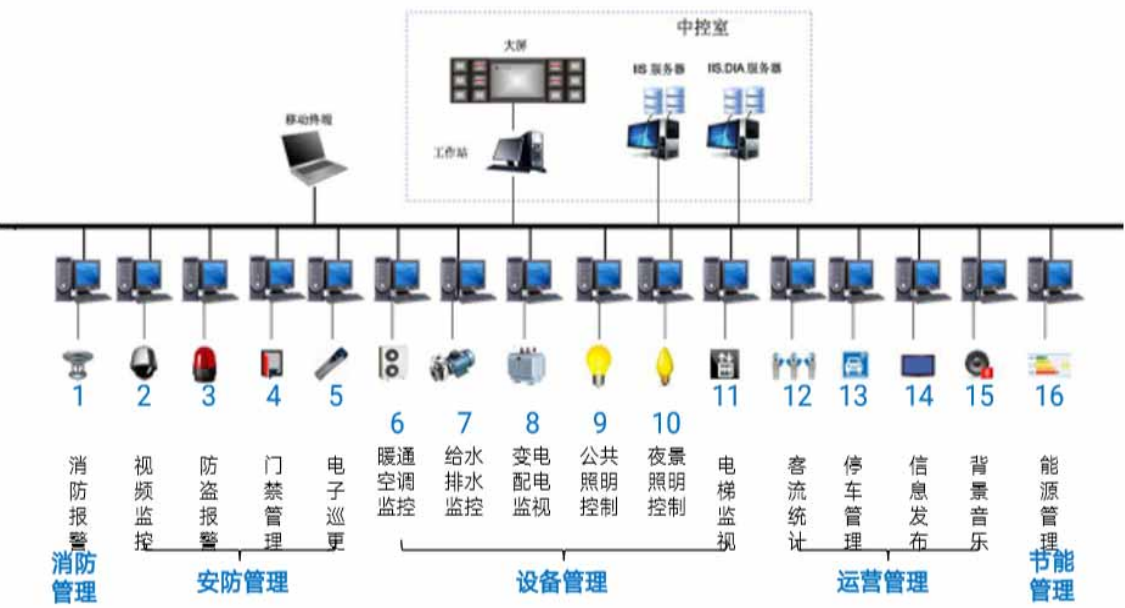 中控室
大屏
IIS 服务器
IIS.DIA 服务器
移动终端
工作站
1
2
3
4
5
6
7
8
9
10
11
12
13
14
15
16
消防报警
视频监控
防盗报警
门禁管理
电子巡更
暖通
空调
监控
给水
排水
监控
变电
配电
监视
公共
照明
控制
夜景
照明
控制
电梯监视
客流统计
停车管理
信息发布
背景音乐
能源管理
消防
管理
安防管理
设备管理
运营管理
节能
管理